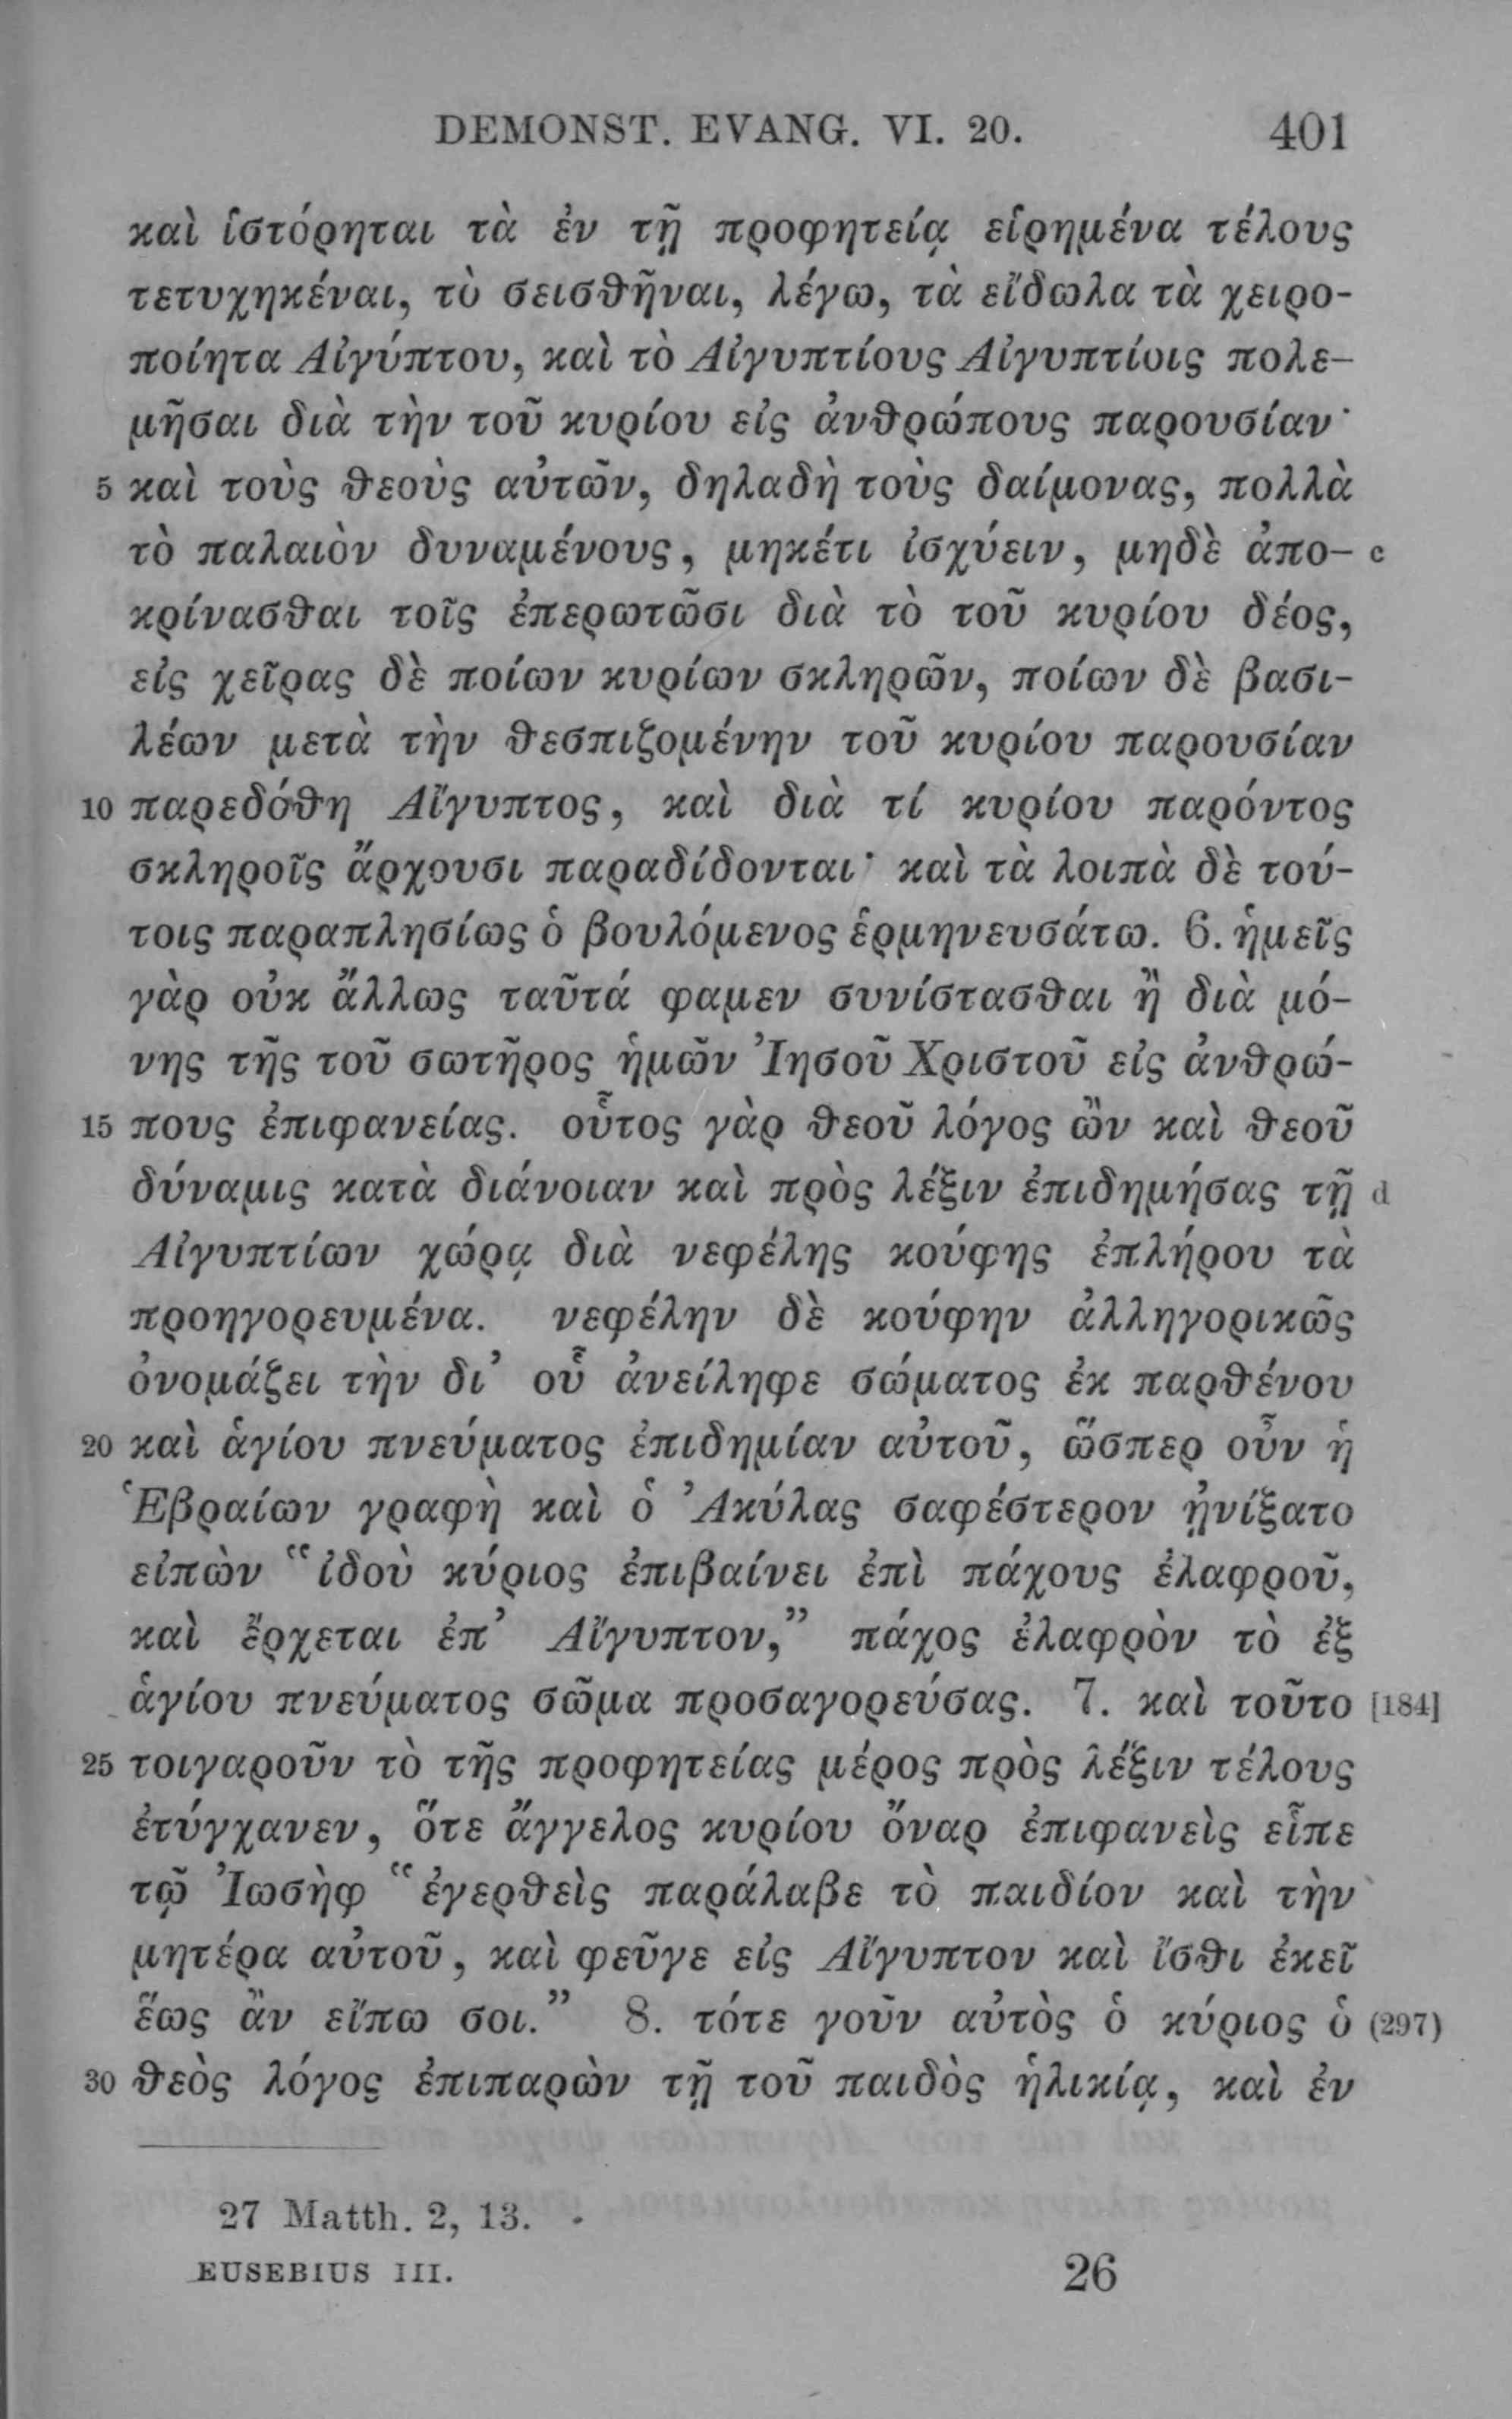 DEMONST. EVANG. VI. 20. 401
καὶ ἱστόρηται τὰ ἐν τῇ προφητείᾳ εἰρημένα τέλους
τετυχηκέναι, τὸ σεισθῆναι, λέγω, τὰ εἴδωλα τὰ χειρο-
ποίητα Αἰγύπτου, καὶ τὸ Αἰγυπτίους Αἰγυπτίοις πολε-
μῆσαι διὰ τὴν τοῦ κυρίου εἰς ἀνθρώπους παρουσίαν·
5 καὶ τοὺς θεοὺς αὐτῶν, δηλαδὴ τοὺς δαίμονας, πολλὰ
τὸ παλαιὸν δυναμένους, μηκέτι ἰσχύειν, μηδὲ ἀπο- c
κρίνασθαι τοῖς ἐπερωτῶσι διὰ τὸ τοῦ κυρίου δέος,
εἰς χεῖρας δὲ ποίων κυρίων σκληρῶν, ποίων δὲ βασι-
λέων μετὰ τὴν θεσπιζομένην τοῦ κυρίου παρουσίαν
10 παρεδόθη Αἴγυπτος, καὶ διὰ τί κυρίου παρόντος
σκληροῖς ἄρχουσι παραδίδονται· καὶ τὰ λοιπὰ δὲ τού-
τοις παραπλησίως ὁ βουλόμενος ἑρμηνευσάτω. 6. ἡμεῖς
γὰρ οὐκ ἄλλως ταῦτά φαμεν συνίστασθαι ἢ διὰ μό-
νης τῆς τοῦ σωτῆρος ἡμῶν Ἰησοῦ Χριστοῦ εἰς ἀνθρώ-
15 πους ἐπιφανείας. οὗτος γὰρ θεοῦ λόγος ὢν καὶ θεοῦ
δύναμις κατὰ διάνοιαν καὶ πρὸς λέξιν ἐπιδημήσας τῇ d
Αἰγυπτίων χώρᾳ διὰ νεφέλης κούφης ἐπλήρου τὰ
προηγορευμένα. νεφέλην δὲ κούφην ἀλληγορικῶς
ὀνομάζει τὴν δι’ οὗ ἀνείληφε σώματος ἐκ παρθένου
20 καὶ ἁγίου πνεύματος ἐπιδημίαν αὐτοῦ, ὥσπερ οὖν ἡ
Ἑβραίων γραφὴ καὶ ὁ Ἀκύλας σαφέστερον ᾐνίξατο
εἰπὼν “ἰδοὺ κύριος ἐπιβαίνει ἐπὶ πάχους ἐλαφροῦ,
καὶ ἔρχεται ἐπ’ Αἴγυπτον,” πάχος ἐλαφρὸν τὸ ἐξ
ἁγίου πνεύματος σῶμα προσαγορεύσας. 7. καὶ τοῦτο [184]
25 τοιγαροῦν τὸ τῆς προφητείας μέρος πρὸς λέξιν τέλους
ἐτύγχανεν, ὅτε ἄγγελος κυρίου ὄναρ ἐπιφανεὶς εἶπε
τῷ Ἰωσὴφ “ἐγερθεὶς παράλαβε τὸ παιδίον καὶ τὴν
μητέρα αὐτοῦ, καὶ φεῦγε εἰς Αἴγυπτον καὶ ἴσθι ἐκεῖ
ἕως ἂν εἴπω σοι.” 8. τότε γοῦν αὐτὸς ὁ κύριος ὁ (297)
30 θεὸς λόγος ἐπιπαρὼν τῇ τοῦ παιδὸς ἡλικίᾳ, καὶ ἐν
27 Matth. 2, 13.
EUSEBIUS III. 26